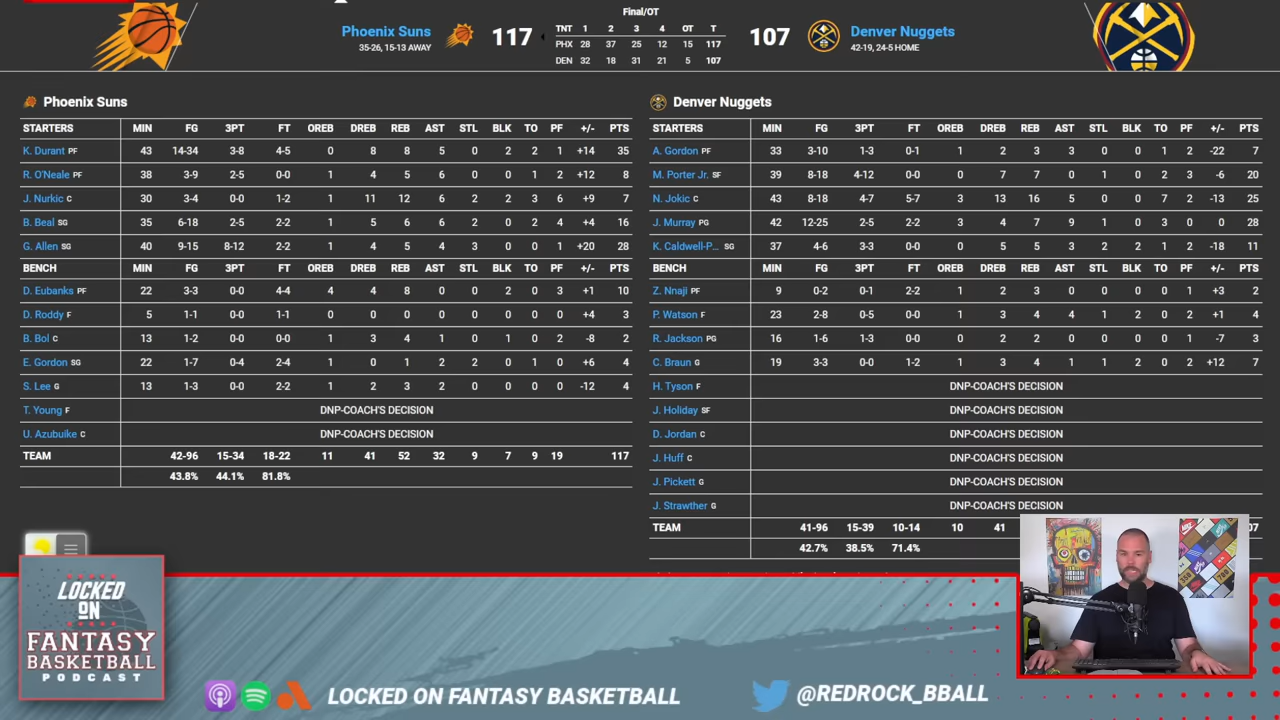 Final/OT
Phoenix Suns 117 TNT 1 2 3 4 OT T 107 Denver Nuggets
35-26, 15-13 AWAY PHX 28 37 25 12 15 117 42-19, 24-5 HOME
DEN 32 18 31 21 5 107
Phoenix Suns
STARTERS MIN FG 3PT FT OREB DREB REB AST STL BLK TO PF +/- PTS
K. Durant PF 43 14-34 3-8 4-5 0 8 8 5 0 2 2 1 +14 35
R. O'Neale PF 38 3-9 2-5 0-0 1 4 5 6 0 0 1 2 +12 8
J. Nurkic C 30 3-4 0-0 1-2 1 11 12 6 2 2 3 6 +9 7
B. Beal SG 35 6-18 2-5 2-2 1 5 6 6 2 0 2 4 +4 16
G. Allen SG 40 9-15 8-12 2-2 1 4 5 4 3 0 0 1 +20 28
BENCH MIN FG 3PT FT OREB DREB REB AST STL BLK TO PF +/- PTS
D. Eubanks PF 22 3-3 0-0 4-4 4 4 8 0 0 2 0 3 +1 10
D. Roddy F 5 1-1 0-0 1-1 0 0 0 0 0 0 0 0 +4 3
B. Bol C 13 1-2 0-0 0-0 1 3 4 1 0 1 0 2 -8 2
E. Gordon SG 22 1-7 0-4 2-4 1 0 1 2 2 0 1 0 +6 4
S. Lee G 13 1-3 0-0 2-2 1 2 3 2 0 0 0 0 -12 4
T. Young F DNP-COACH'S DECISION
U. Azubuike C DNP-COACH'S DECISION
TEAM 42-96 15-34 18-22 11 41 52 32 9 7 9 19 117
43.8% 44.1% 81.8%
Denver Nuggets
STARTERS MIN FG 3PT FT OREB DREB REB AST STL BLK TO PF +/- PTS
A. Gordon PF 33 3-10 1-3 0-1 1 2 3 3 0 0 1 2 -22 7
M. Porter Jr. SF 39 8-18 4-12 0-0 0 7 7 0 1 0 2 3 -6 20
N. Jokic C 43 8-18 4-7 5-7 3 13 16 5 0 0 7 2 -13 25
J. Murray PG 42 12-25 2-5 2-2 3 4 7 9 1 0 3 0 0 28
K. Caldwell-P... SG 37 4-6 3-3 0-0 0 5 5 3 2 2 1 2 -18 11
BENCH MIN FG 3PT FT OREB DREB REB AST STL BLK TO PF +/- PTS
Z. Nnaji PF 9 0-2 0-1 2-2 1 2 3 0 0 0 0 1 +3 2
P. Watson F 23 2-8 0-5 0-0 1 3 4 4 1 2 0 2 +1 4
R. Jackson PG 16 1-6 1-3 0-0 0 2 2 0 0 0 0 1 -7 3
C. Braun G 19 3-3 0-0 1-2 1 3 4 1 1 2 0 2 +12 7
H. Tyson F DNP-COACH'S DECISION
J. Holiday SF DNP-COACH'S DECISION
D. Jordan C DNP-COACH'S DECISION
J. Huff C DNP-COACH'S DECISION
J. Pickett G DNP-COACH'S DECISION
J. Strawther G DNP-COACH'S DECISION
TEAM 41-96 15-39 10-14 10 41
42.7% 38.5% 71.4%
LOCKED
ON
FANTASY
BASKETBALL
PODCAST
LOCKED ON FANTASY BASKETBALL
@REDROCK_BBALL